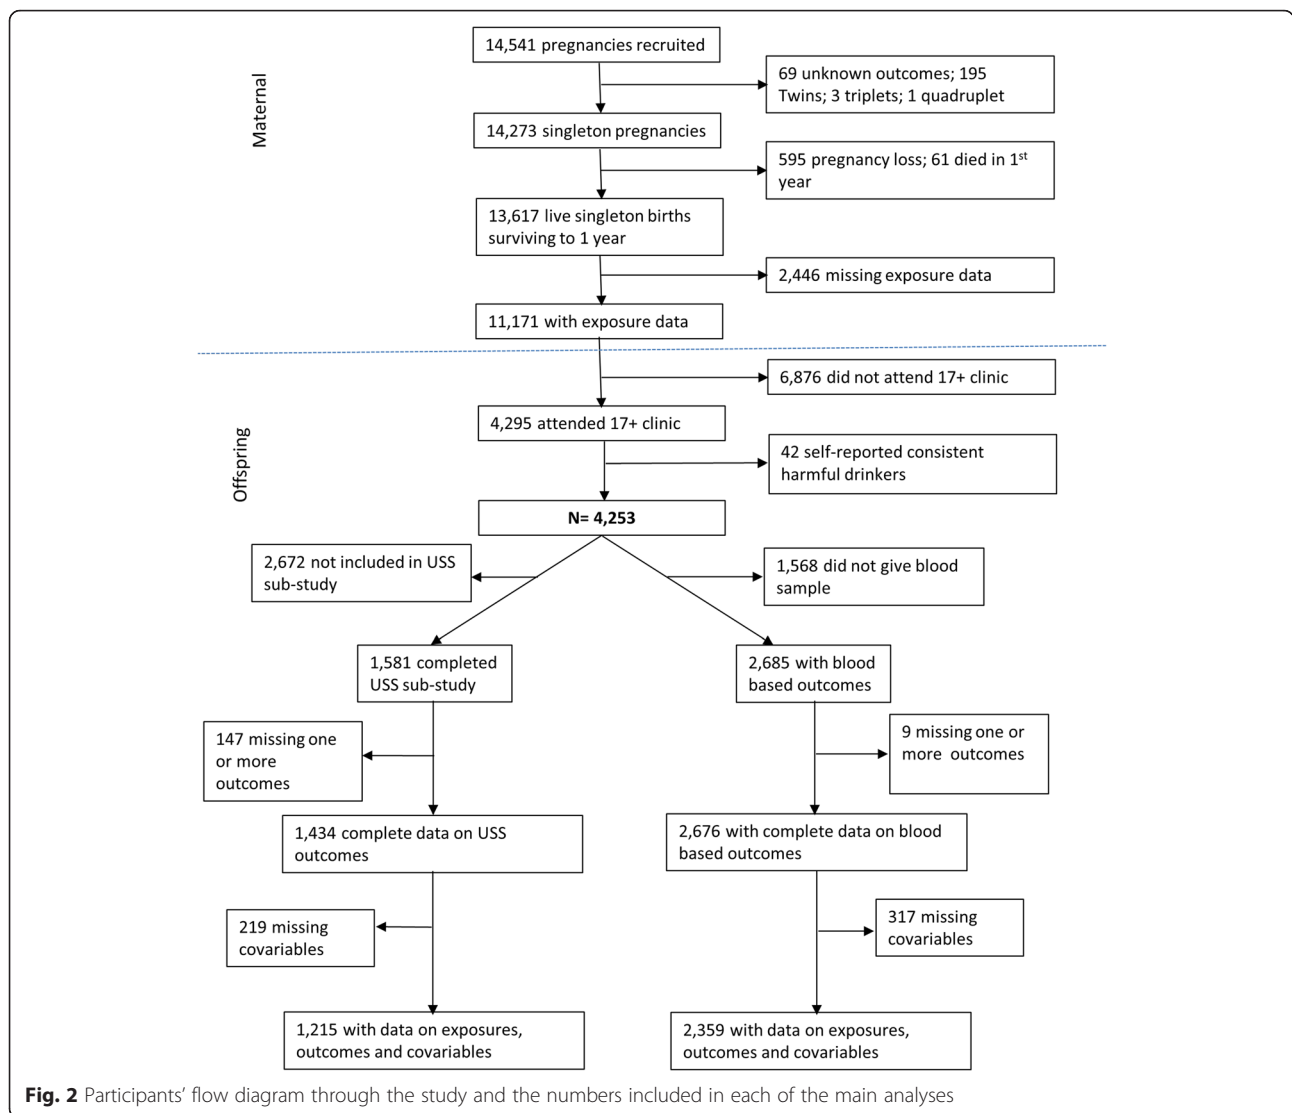 14,541 pregnancies recruited
69 unknown outcomes; 195
Twins; 3 triplets; 1 quadruplet
Maternal
14,273 singleton pregnancies
595 pregnancy loss; 61 died in 1st
year
13,617 live singleton births
surviving to 1 year
2,446 missing exposure data
11,171 with exposure data
6,876 did not attend 17+ clinic
4,295 attended 17+ clinic
Offspring
42 self-reported consistent
harmful drinkers
N= 4,253
2,672 not included in USS
sub-study
1,568 did not give blood
sample
1,581 completed
USS sub-study
2,685 with blood
based outcomes
147 missing one
or more
outcomes
9 missing one or
more outcomes
1,434 complete data on USS
outcomes
2,676 with complete data on blood
based outcomes
219 missing
covariables
317 missing
covariables
1,215 with data on exposures,
outcomes and covariables
2,359 with data on exposures,
outcomes and covariables
Fig. 2 Participants' flow diagram through the study and the numbers included in each of the main analyses